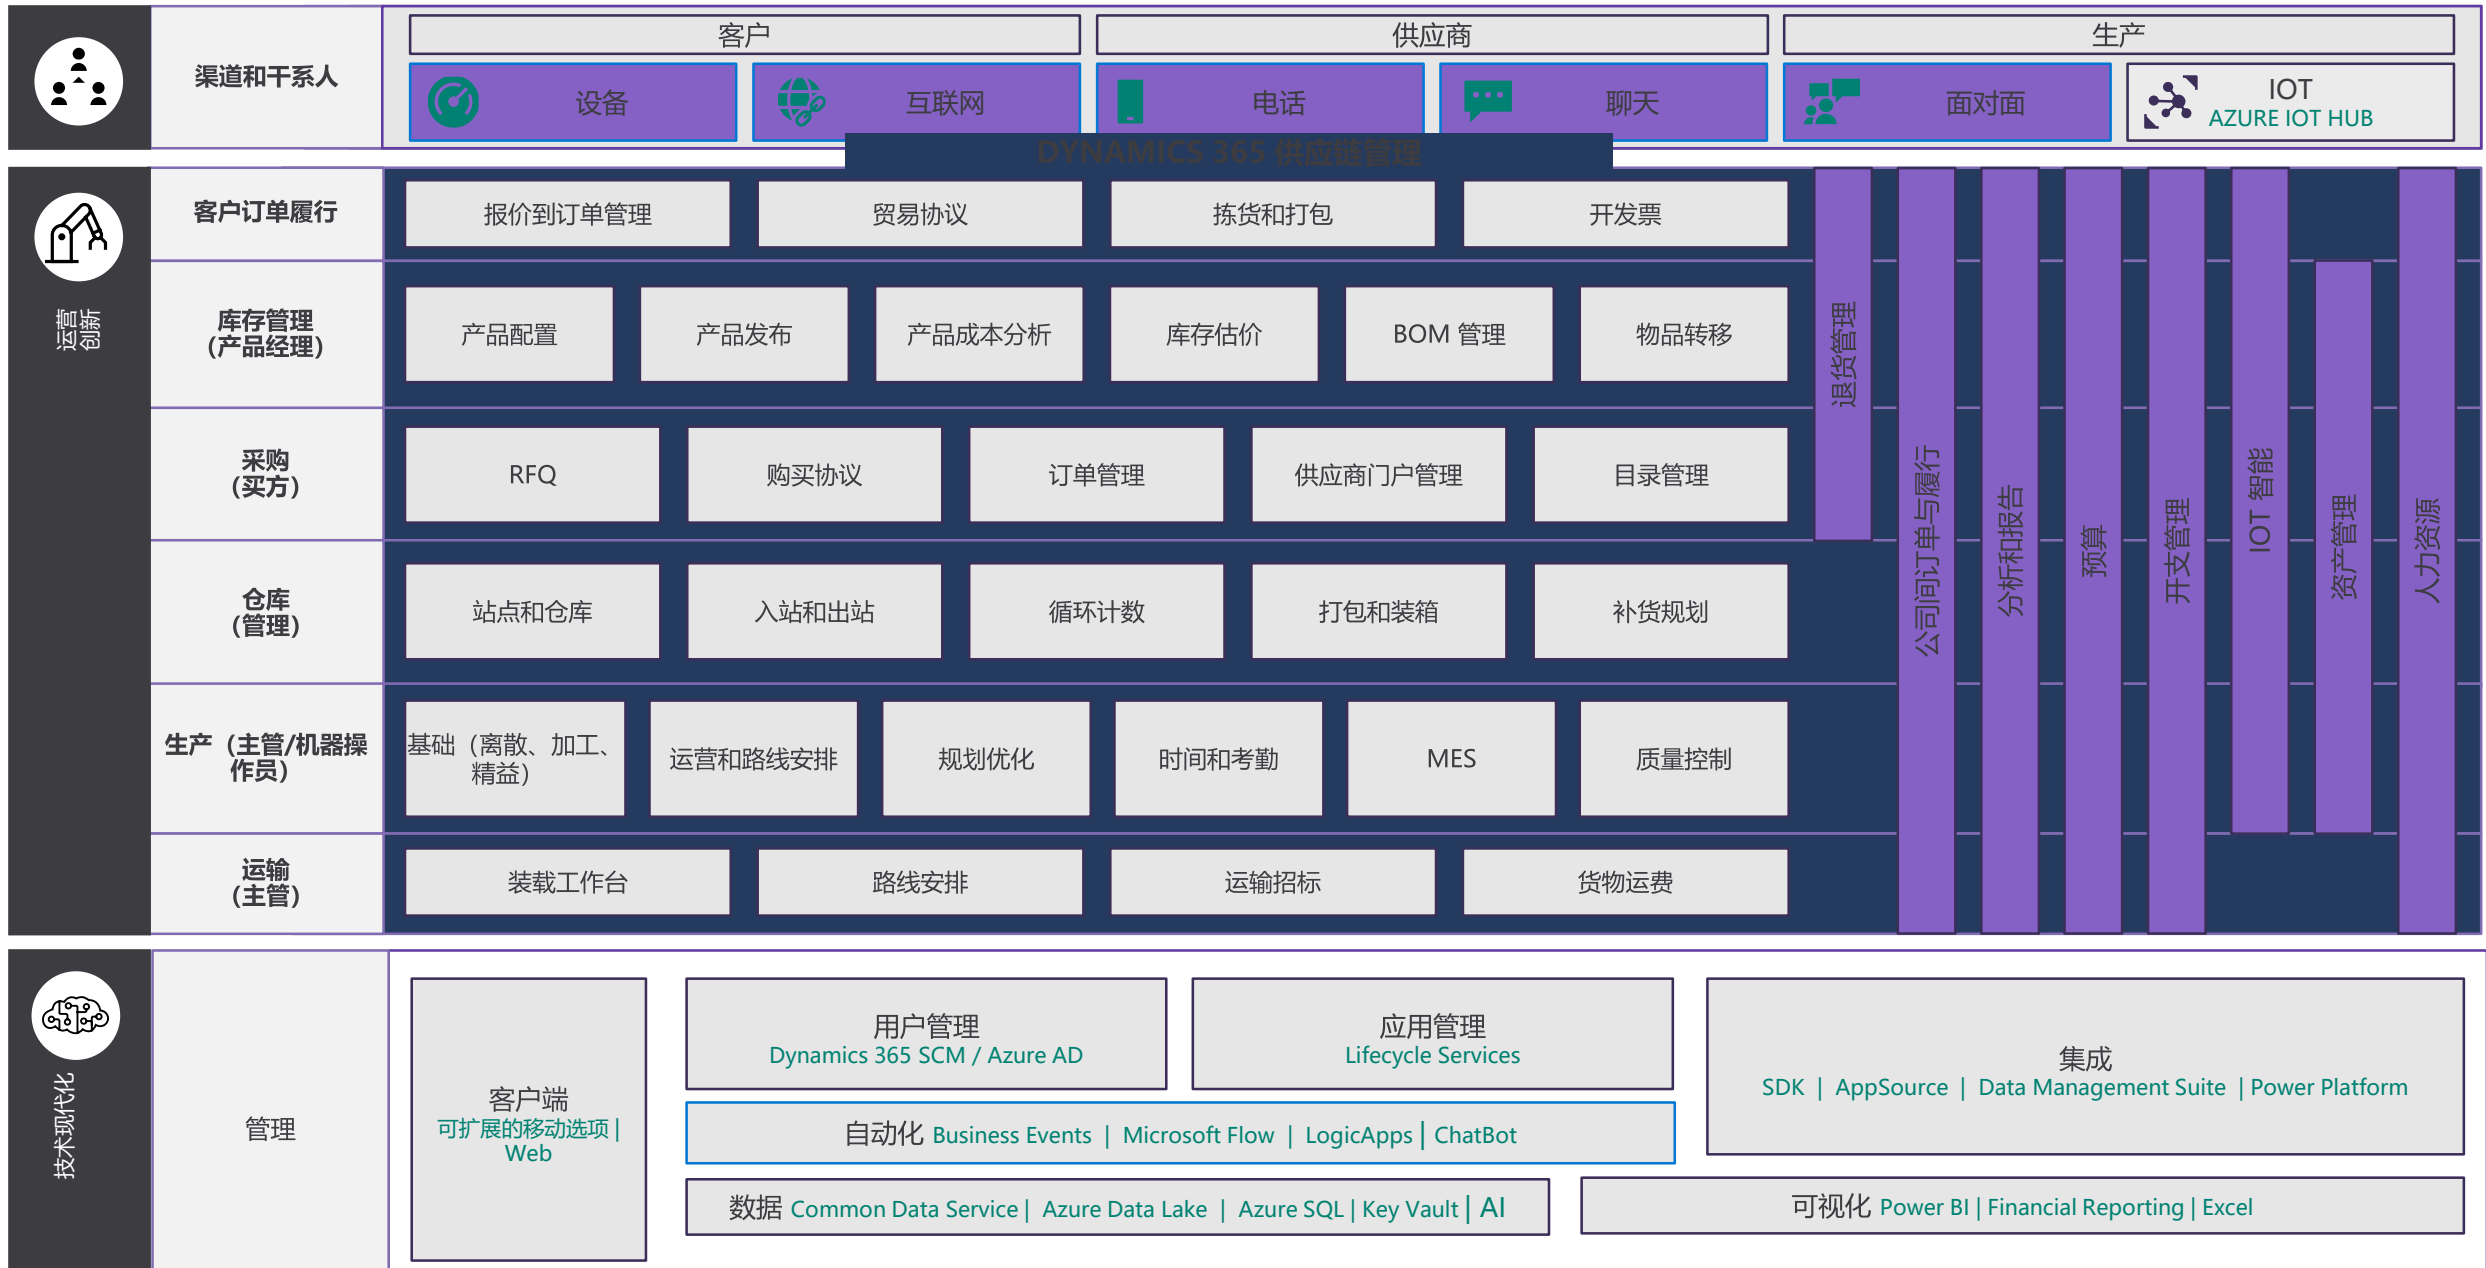 渠道和干系人
客户
供应商
生产
设备
互联网
电话
聊天
面对面
IOT
AZURE IOT HUB
DYNAMICS 365 供应链管理
运营
创新
客户订单履行
报价到订单管理
贸易协议
拣货和打包
开发票
库存管理
（产品经理）
产品配置
产品发布
产品成本分析
库存估价
BOM 管理
物品转移
采购
（买方）
RFQ
购买协议
订单管理
供应商门户管理
目录管理
仓库
（管理）
站点和仓库
入站和出站
循环计数
打包和装箱
补货规划
生产（主管/机器操
作员）
基础（离散、加工、
精益）
运营和路线安排
规划优化
时间和考勤
MES
质量控制
运输
（主管）
装载工作台
路线安排
运输招标
货物运费
退货管理
公司间订单与履行
分析和报告
预算
开支管理
IOT 智能
资产管理
人力资源
技术现代化
管理
客户端
可扩展的移动选项 |
Web
用户管理
Dynamics 365 SCM / Azure AD
应用管理
Lifecycle Services
自动化 Business Events | Microsoft Flow | LogicApps | ChatBot
数据 Common Data Service | Azure Data Lake | Azure SQL | Key Vault | AI
集成
SDK | AppSource | Data Management Suite | Power Platform
可视化 Power BI | Financial Reporting | Excel